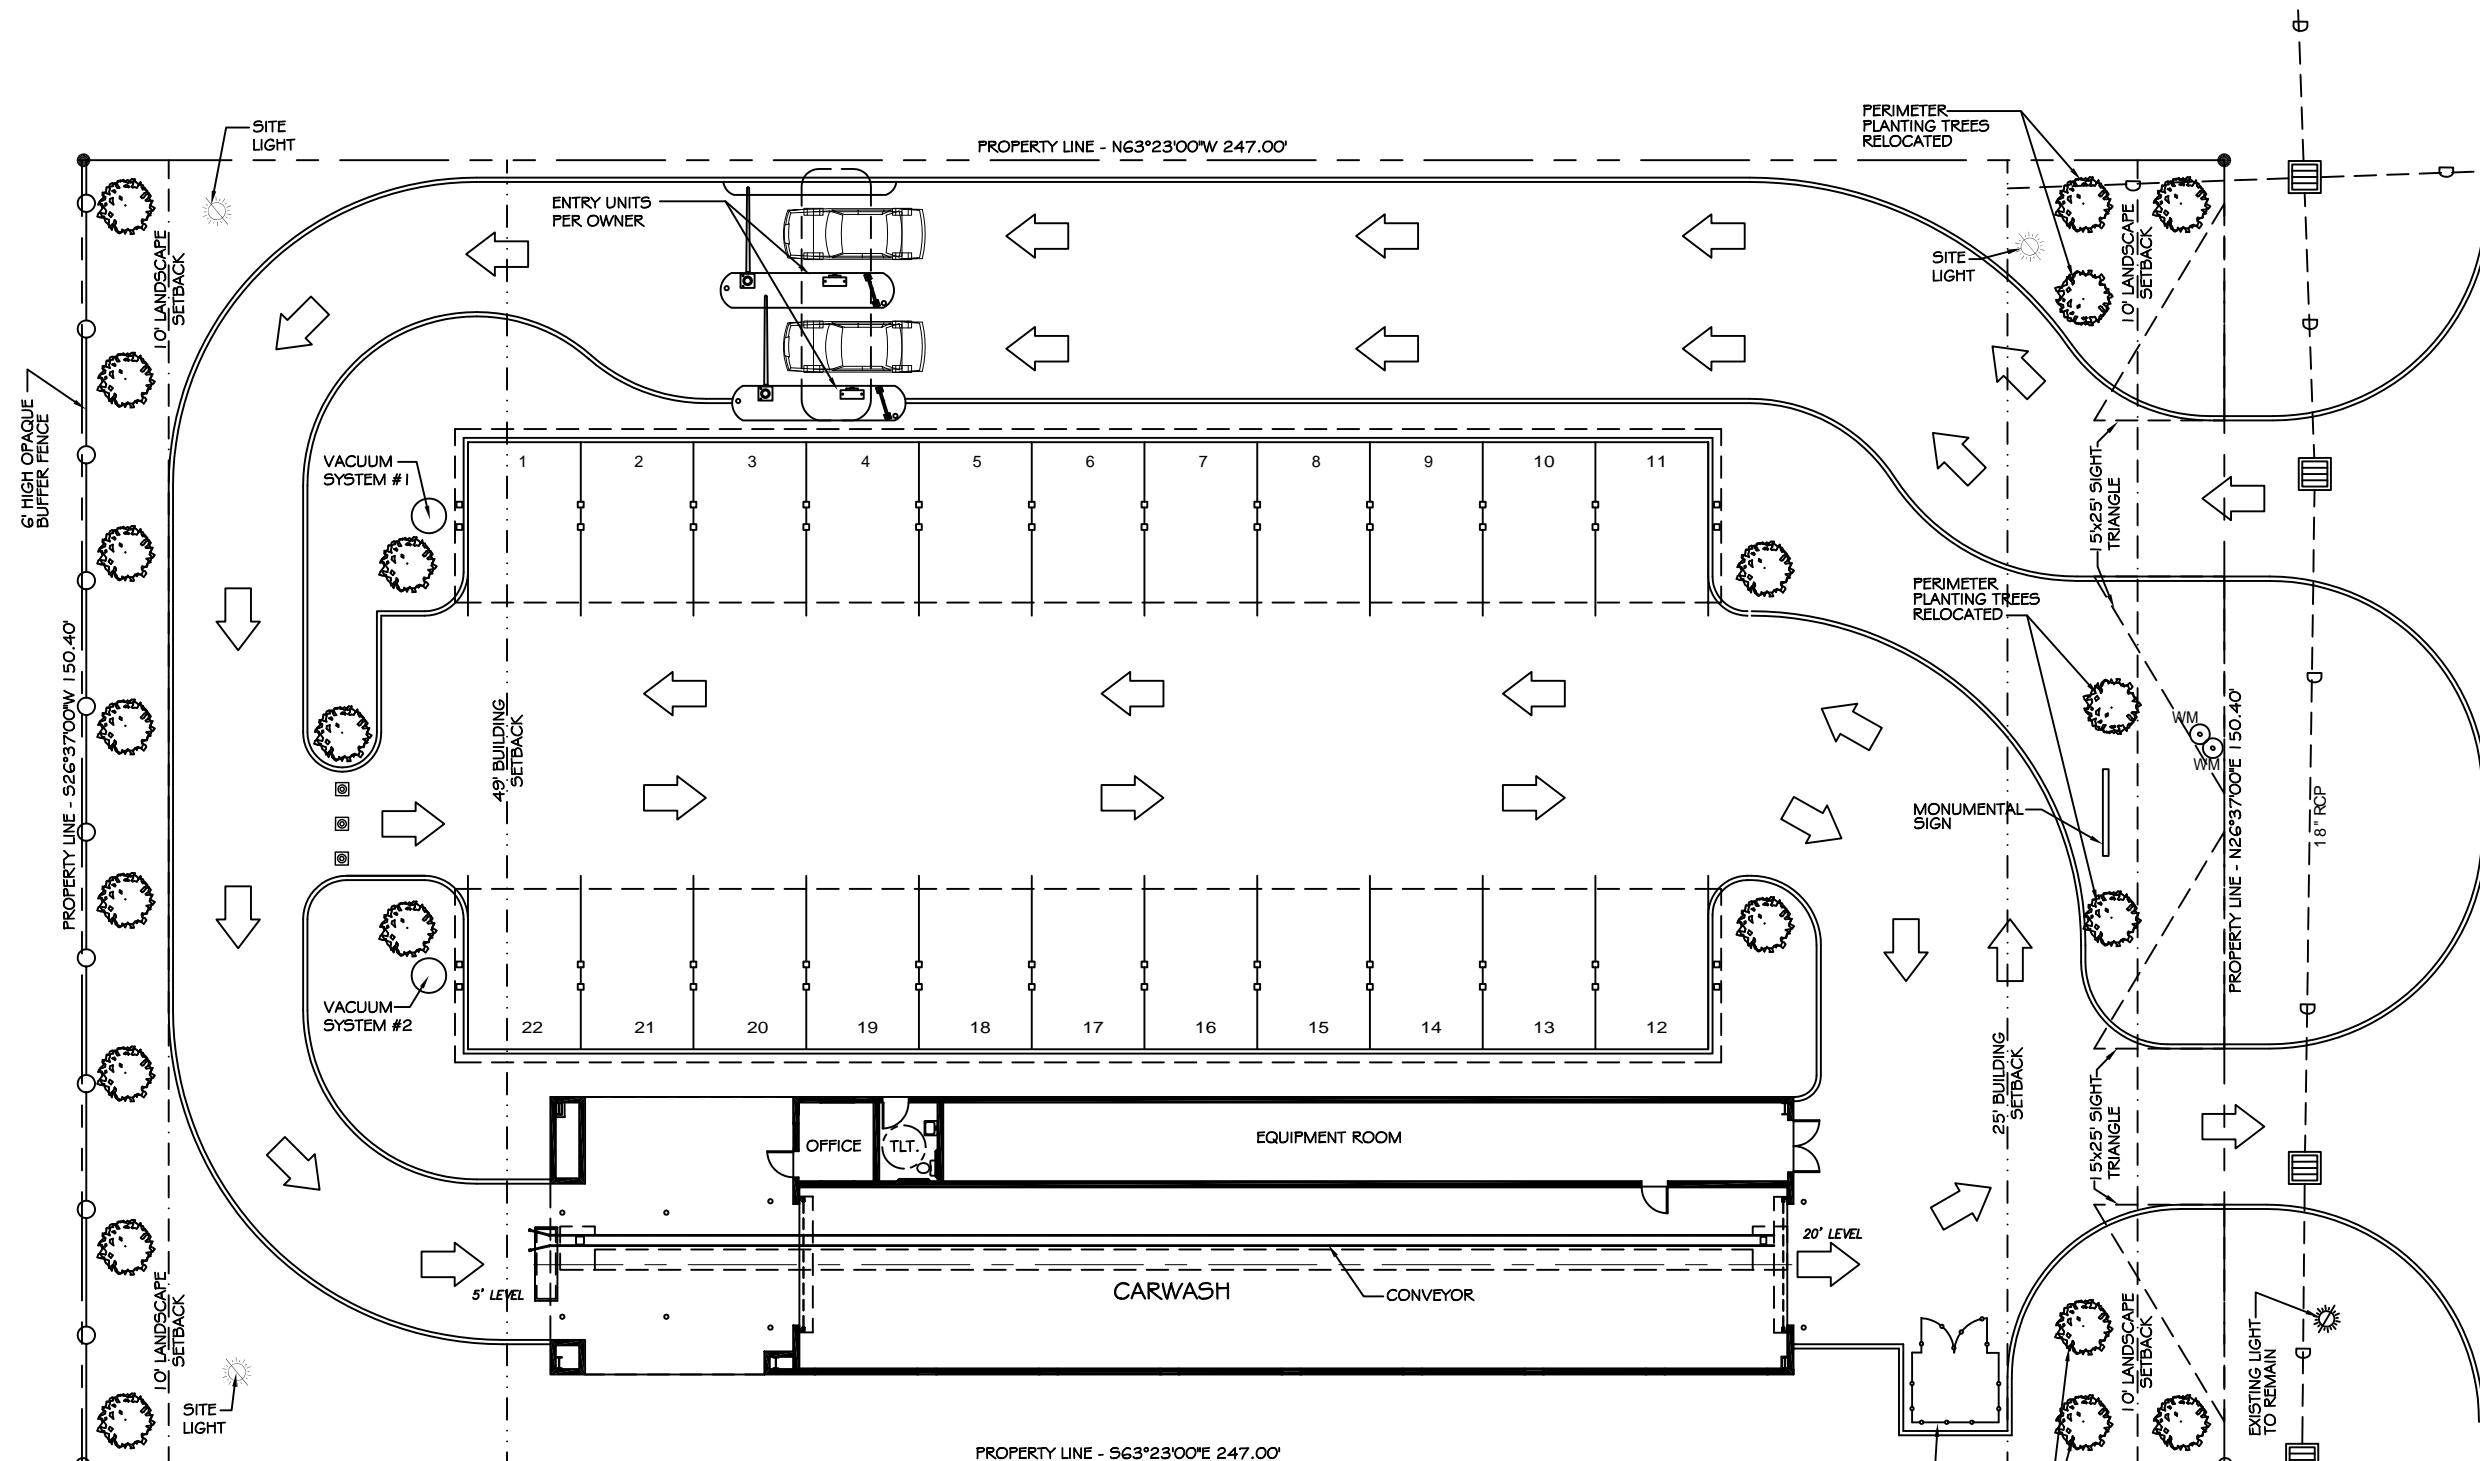 SITE
LIGHT
PROPERTY LINE - N63°23'00"W 247.00'
PERIMETER
PLANTING TREES
RELOCATED
ENTRY UNITS
PER OWNER
10' LANDSCAPE
SETBACK
SITE
LIGHT
10' LANDSCAPE
SETBACK
6' HIGH OPAQUE
BUFFER FENCE
VACUUM
SYSTEM #1
1 2 3 4 5 6 7 8 9 10 11
15'x25' SIGHT
TRIANGLE
PERIMETER
PLANTING TREES
RELOCATED
PROPERTY LINE - S26°37'00"W 150.40'
49' BUILDING
SETBACK
WM
WM
MONUMENTAL
SIGN
PROPERTY LINE - N26°37'00"E 150.40'
18" RCP
VACUUM
SYSTEM #2
22 21 20 19 18 17 16 15 14 13 12
25' BUILDING
SETBACK
15'x25' SIGHT
TRIANGLE
OFFICE
TLT.
EQUIPMENT ROOM
20' LEVEL
5' LEVEL
CARWASH
CONVEYOR
10' LANDSCAPE
SETBACK
10' LANDSCAPE
SETBACK
EXISTING LIGHT
TO REMAIN
SITE
LIGHT
PROPERTY LINE - S63°23'00"E 247.00'